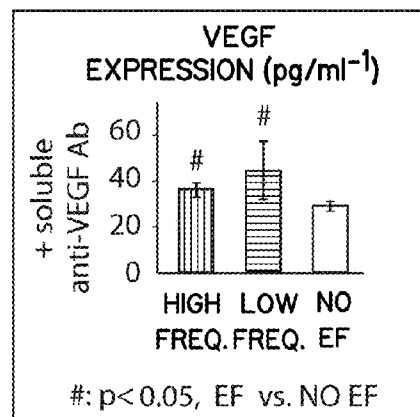 VEGF
EXPRESSION (pg/ml⁻¹)
+ soluble
anti-VEGF Ab
60
40
20
0
#
#
HIGH LOW NO
FREQ. FREQ. EF
#: p<0.05, EF vs. NO EF